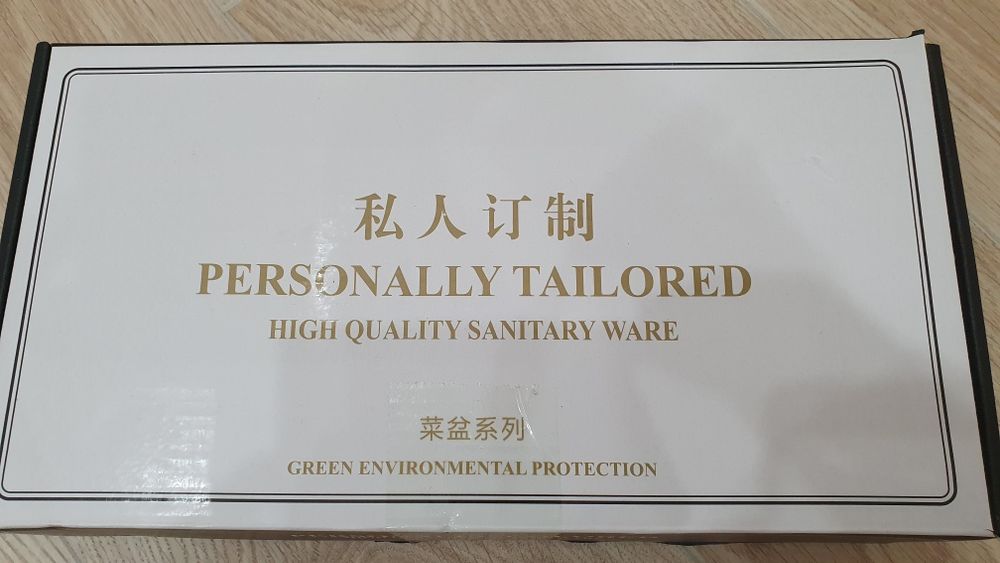 私人订制
PERSONALLY TAILORED
HIGH QUALITY SANITARY WARE
菜盆系列
GREEN ENVIRONMENTAL PROTECTION